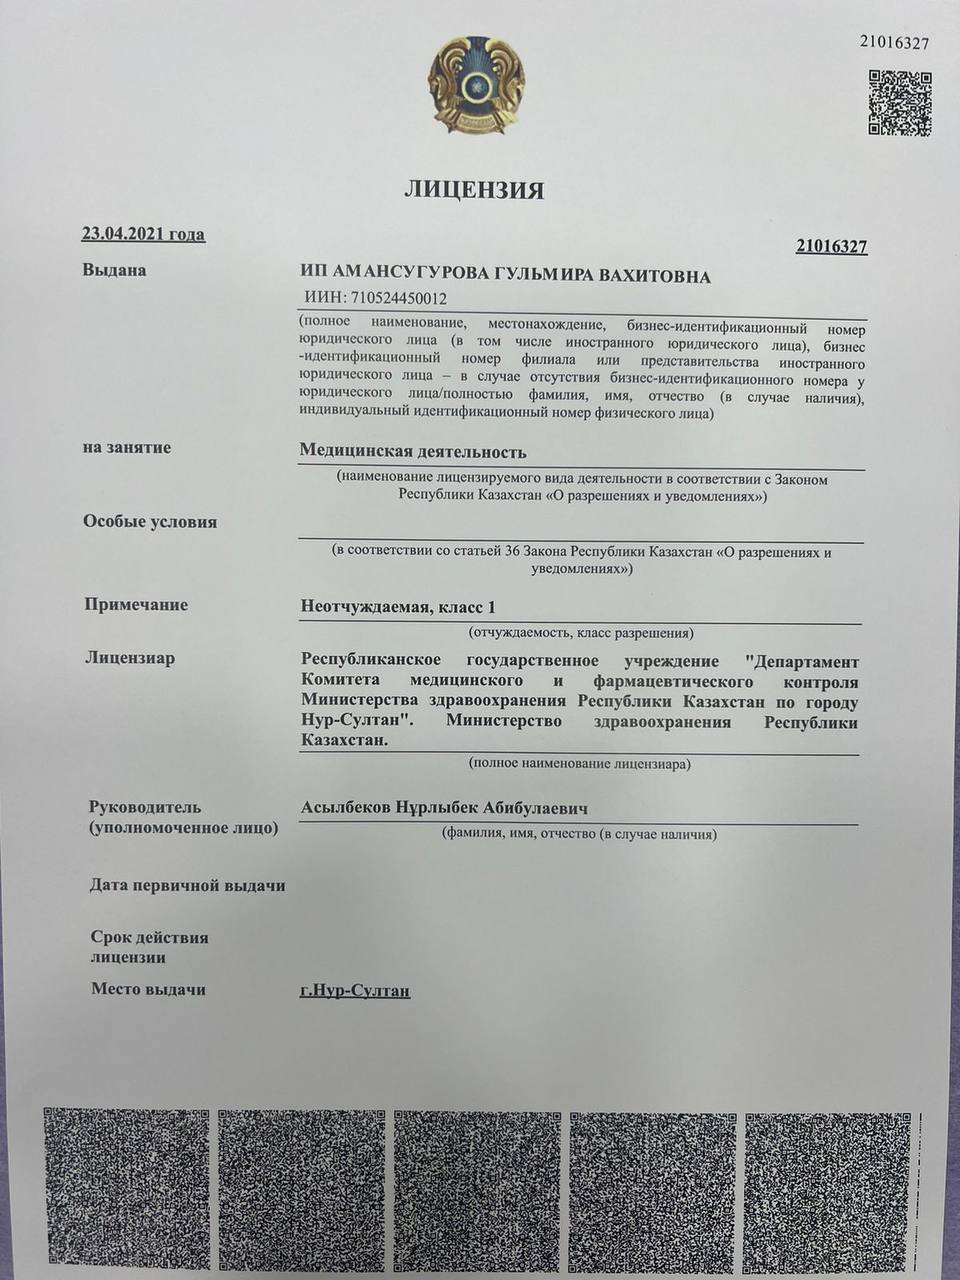 21016327
ЛИЦЕНЗИЯ
23.04.2021 года
21016327
Выдана
ИП АМАНСУГУРОВА ГУЛЬМИРА ВАХИТОВНА
ИИН: 710524450012
(полное наименование, местонахождение, бизнес-идентификационный номер
юридического лица (в том числе иностранного юридического лица), бизнес
-идентификационный номер филиала или представительства иностранного
юридического лица – в случае отсутствия бизнес-идентификационного номера у
юридического лица/полностью фамилия, имя, отчество (в случае наличия),
индивидуальный идентификационный номер физического лица)
на занятие
Медицинская деятельность
(наименование лицензируемого вида деятельности в соответствии с Законом
Республики Казахстан «О разрешениях и уведомлениях»)
Особые условия
(в соответствии со статьей 36 Закона Республики Казахстан «О разрешениях и
уведомлениях»)
Примечание
Неотчуждаемая, класс 1
(отчуждаемость, класс разрешения)
Лицензиар
Республиканское государственное учреждение "Департамент
Комитета медицинского и фармацевтического контроля
Министерства здравоохранения Республики Казахстан по городу
Нур-Султан". Министерство здравоохранения Республики
Казахстан.
(полное наименование лицензиара)
Руководитель
(уполномоченное лицо)
Асылбеков Нұрлыбек Абибулаевич
(фамилия, имя, отчество (в случае наличия)
Дата первичной выдачи
Срок действия
лицензии
Место выдачи
г.Нур-Султан